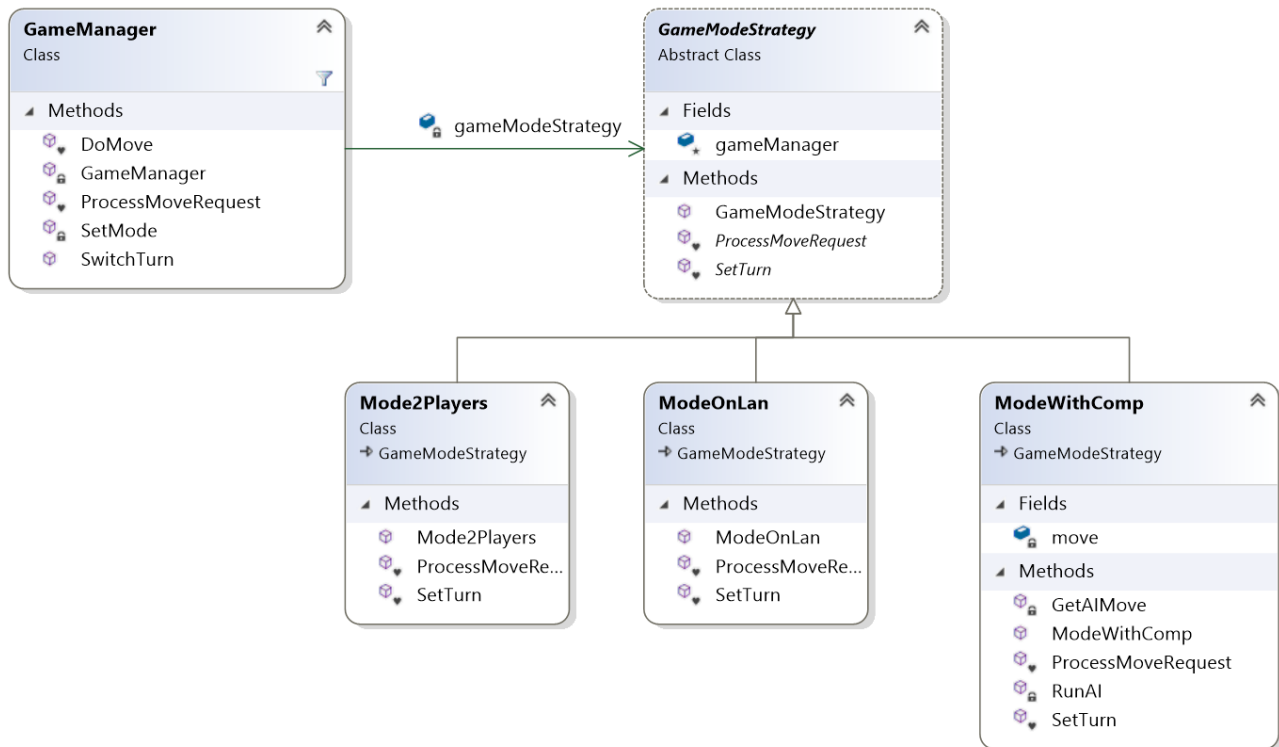 GameManager
Class
Methods
DoMove
GameManager
ProcessMoveRequest
SetMode
SwitchTurn
gameModeStrategy
GameModeStrategy
Abstract Class
Fields
gameManager
Methods
GameModeStrategy
ProcessMoveRequest
SetTurn
Mode2Players
Class
GameModeStrategy
Methods
Mode2Players
ProcessMoveRe...
SetTurn
ModeOnLan
Class
GameModeStrategy
Methods
ModeOnLan
ProcessMoveRe...
SetTurn
ModeWithComp
Class
GameModeStrategy
Fields
move
Methods
GetAIMove
ModeWithComp
ProcessMoveRequest
RunAI
SetTurn